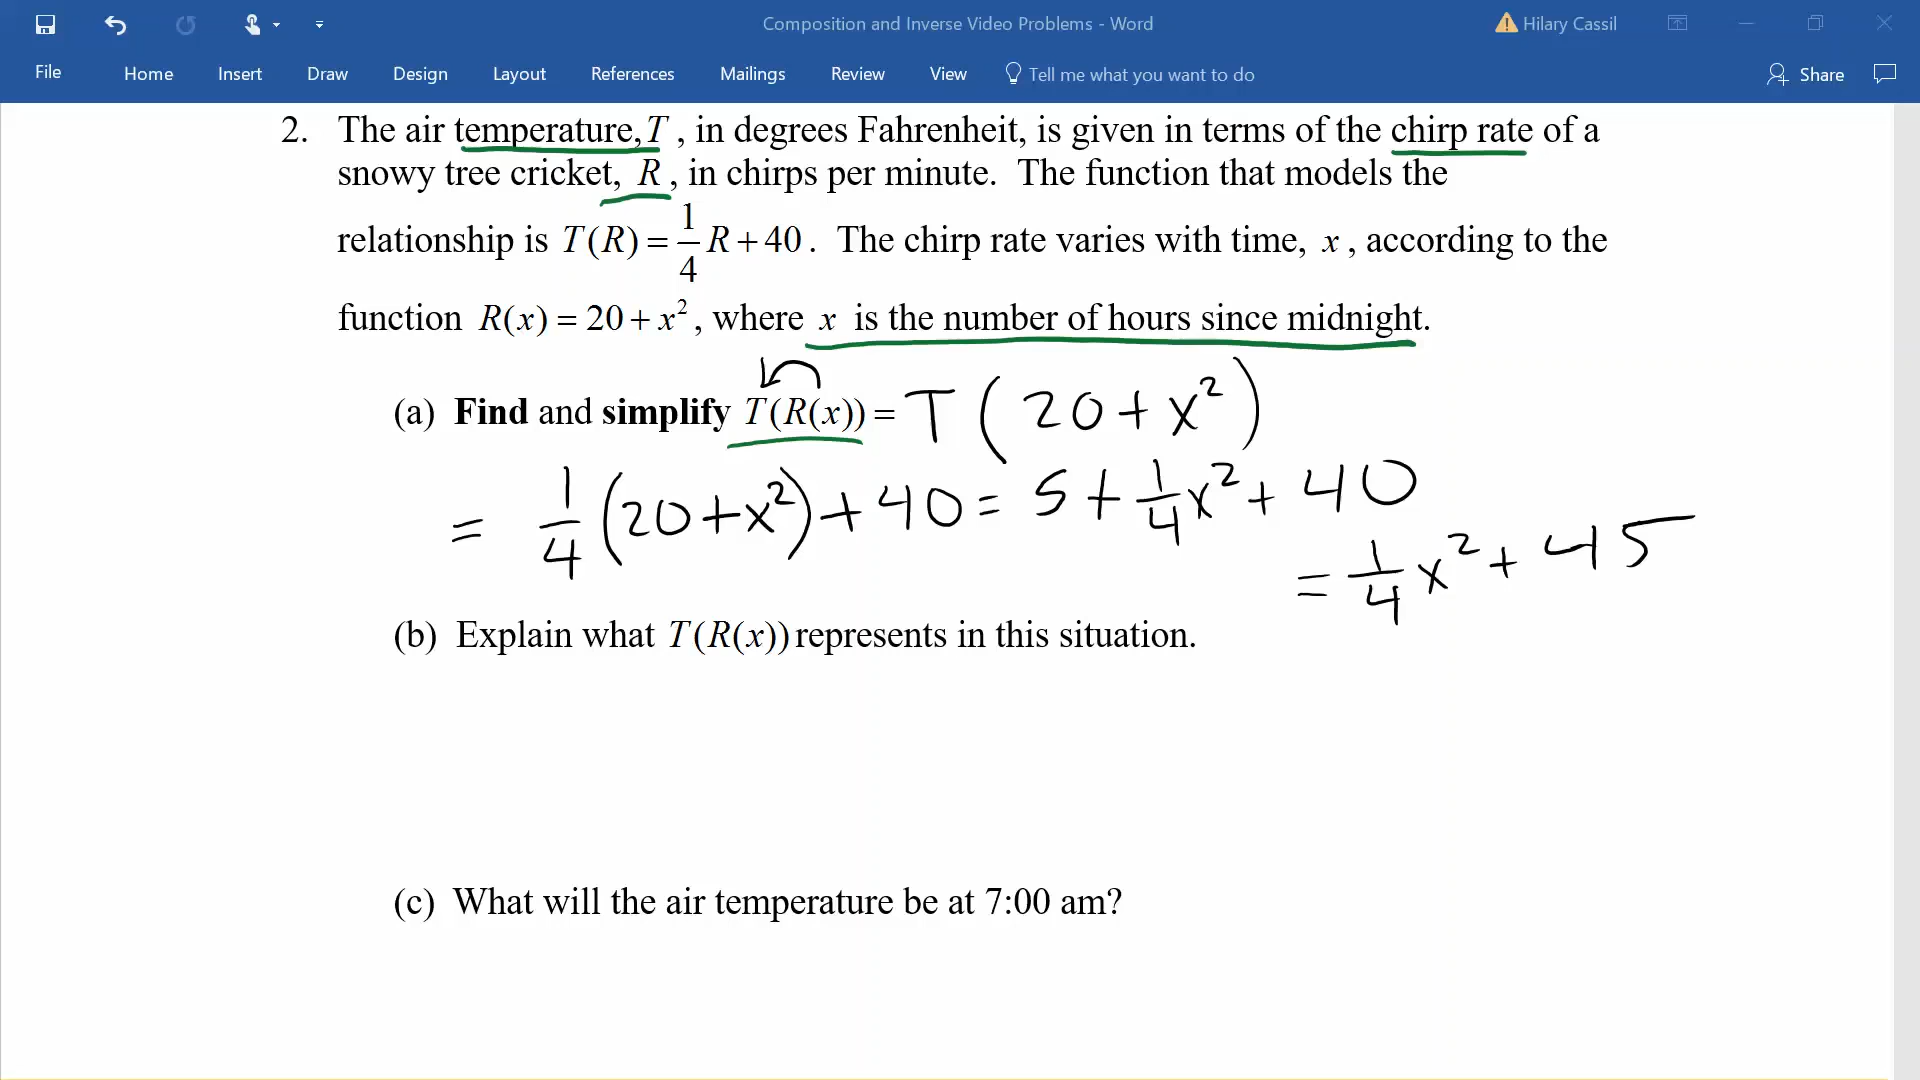 Composition and Inverse Video Problems - Word
Hilary Cassil
File Home Insert Draw Design Layout References Mailings Review View Tell me what you want to do Share
2. The air temperature, T , in degrees Fahrenheit, is given in terms of the chirp rate of a
snowy tree cricket, R , in chirps per minute. The function that models the
relationship is T(R) = 1/4 R + 40 . The chirp rate varies with time, x , according to the
function R(x) = 20 + x² , where x is the number of hours since midnight.
(a) Find and simplify T(R(x)) = T(20 + x²)
= 1/4 (20 + x²) + 40 = 5 + 1/4 x² + 40
= 1/4 x² + 45
(b) Explain what T(R(x)) represents in this situation.
(c) What will the air temperature be at 7:00 am?